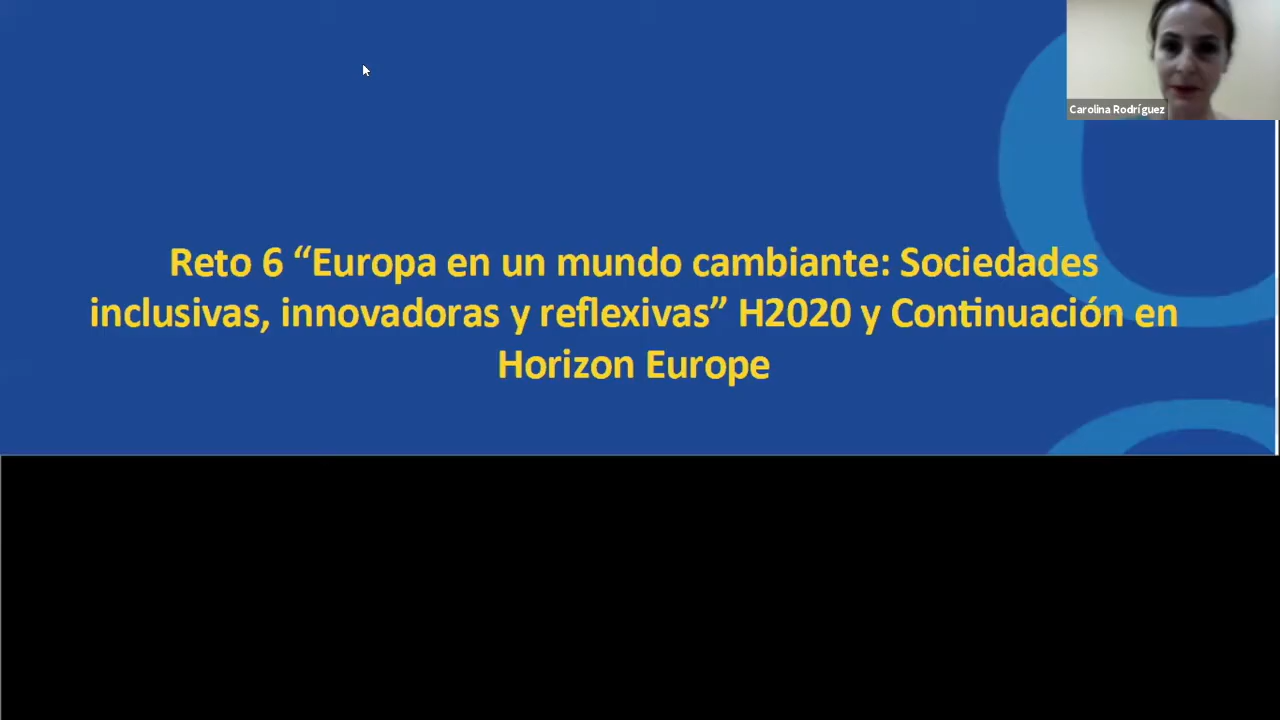 Carolina Rodríguez
Reto 6 “Europa en un mundo cambiante: Sociedades
inclusivas, innovadoras y reflexivas” H2020 y Continuación en
Horizon Europe